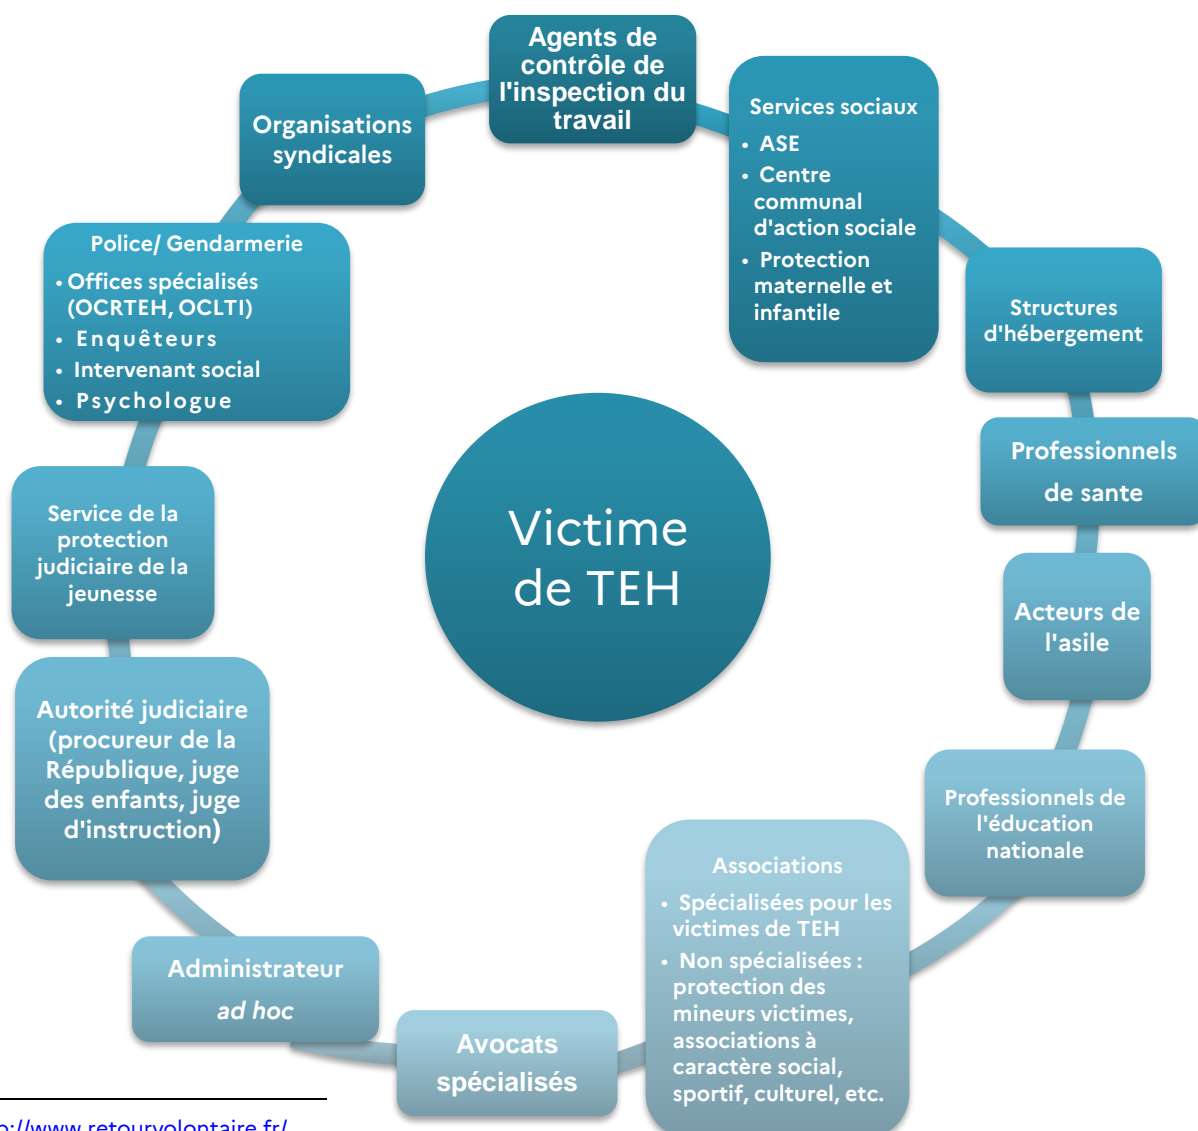 Agents de
contrôle de
l'inspection du
travail
Services sociaux
• ASE
• Centre
communal
d'action sociale
• Protection
maternelle et
infantile
Structures
d'hébergement
Professionnels
de sante
Acteurs de
l'asile
Professionnels de
l'éducation
nationale
Associations
• Spécialisées pour les
victimes de TEH
• Non spécialisées :
protection des
mineurs victimes,
associations à
caractère social,
sportif, culturel, etc.
Avocats
spécialisés
Administrateur
ad hoc
Autorité judiciaire
(procureur de la
République, juge
des enfants, juge
d'instruction)
Service de la
protection
judiciaire de la
jeunesse
Police/ Gendarmerie
• Offices spécialisés
(OCRTEH, OCLTI)
• Enquêteurs
• Intervenant social
• Psychologue
Organisations
syndicales
Victime
de TEH
://www.retourvolontaire.fr/